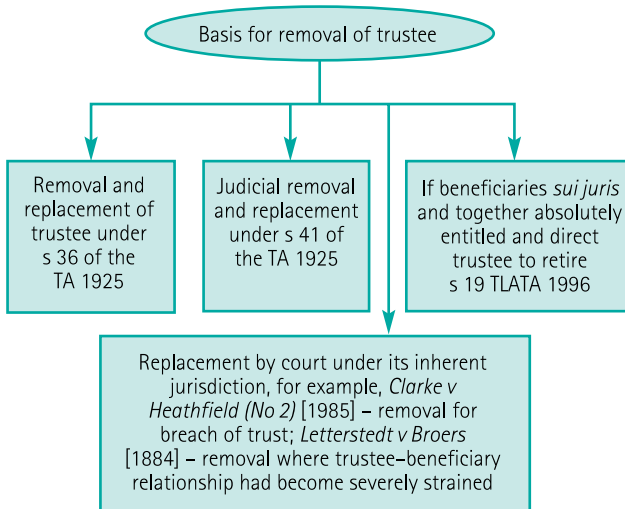 Basis for removal of trustee
Removal and
replacement of
trustee under
s 36 of the
TA 1925
Judicial removal
and replacement
under s 41 of
the TA 1925
If beneficiaries sui juris
and together absolutely
entitled and direct
trustee to retire
s 19 TLATA 1996
Replacement by court under its inherent
jurisdiction, for example, Clarke v
Heathfield (No 2) [1985] – removal for
breach of trust; Letterstedt v Broers
[1884] – removal where trustee–beneficiary
relationship had become severely strained